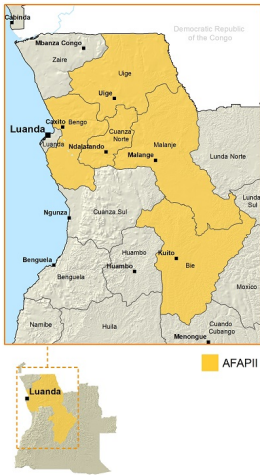 Cabinda
Democratic Republic
of the Congo
Mbanza Congo
Zaire
Uige
Uige
Caxito
Bengo
Luanda
Luanda
Cuanza
Norte
Ndalatando
Malange
Malanje
Lunda Norte
Lunda
Sul
Ngunza
Cuanza Sul
Kuito
Bie
Huambo
Huambo
Benguela
Benguela
Moxico
Namibe
Huila
Cuando
Cubango
Menongue
AFAPII
Luanda